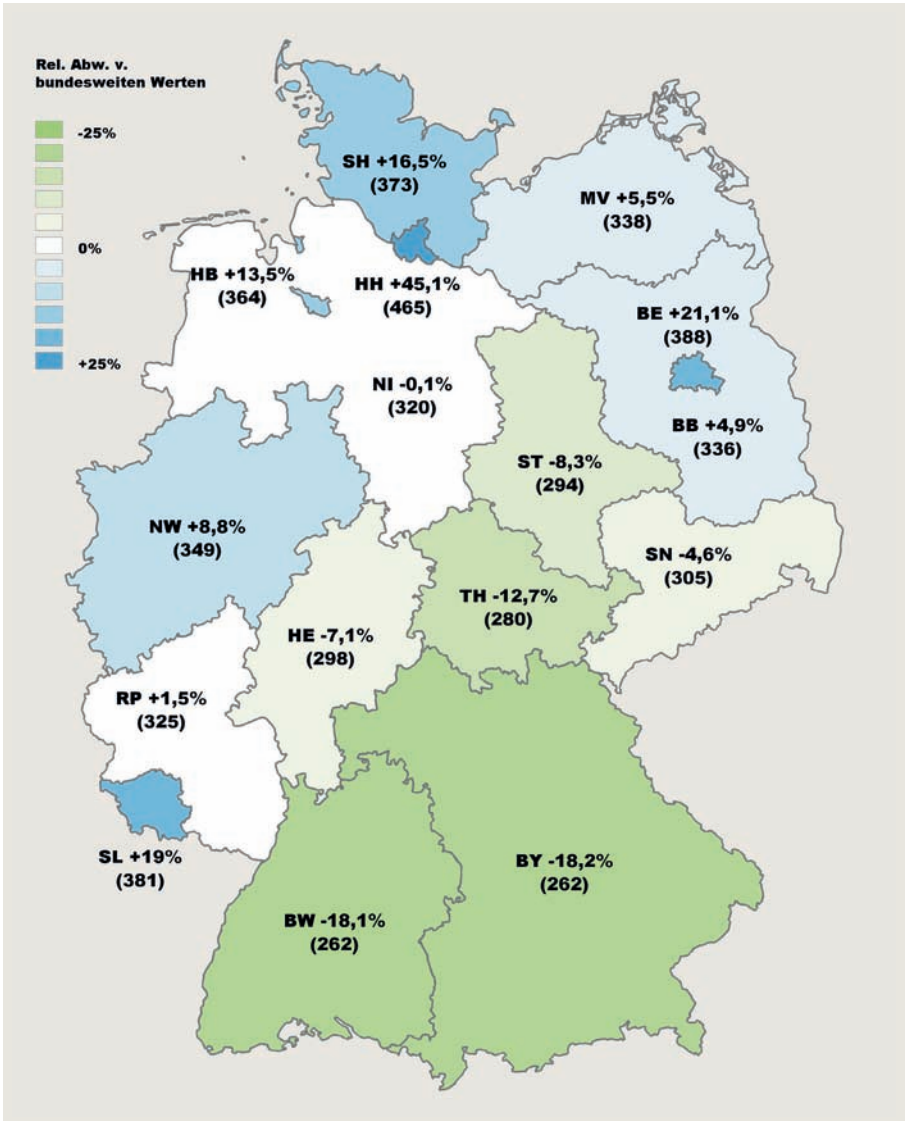 Rel. Abw. v.
bundesweiten Werten
-25%
0%
+25%
SH +16,5%
(373)
MV +5,5%
(338)
HB +13,5%
(364)
HH +45,1%
(465)
BE +21,1%
(388)
NI -0,1%
(320)
BB +4,9%
(336)
ST -8,3%
(294)
NW +8,8%
(349)
SN -4,6%
(305)
TH -12,7%
(280)
HE -7,1%
(298)
RP +1,5%
(325)
SL +19%
(381)
BY -18,2%
(262)
BW -18,1%
(262)